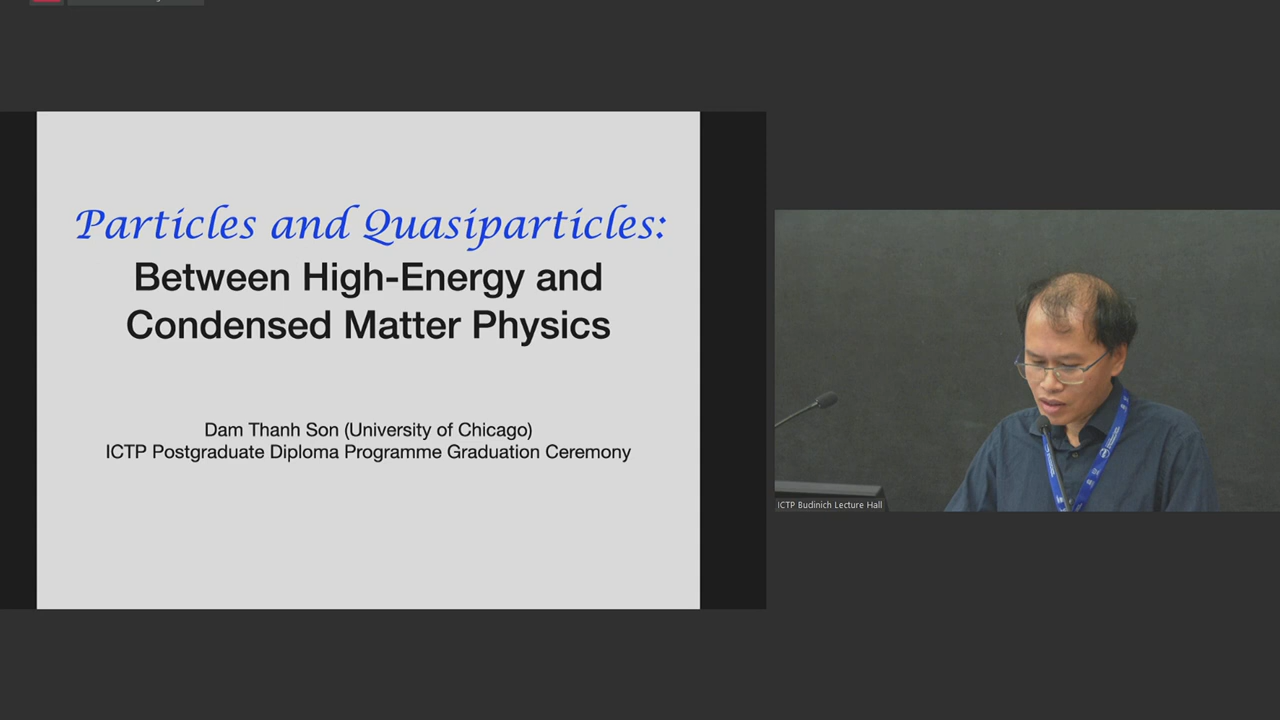 Particles and Quasiparticles:
Between High-Energy and
Condensed Matter Physics
Dam Thanh Son (University of Chicago)
ICTP Postgraduate Diploma Programme Graduation Ceremony
ICTP Budinich Lecture Hall